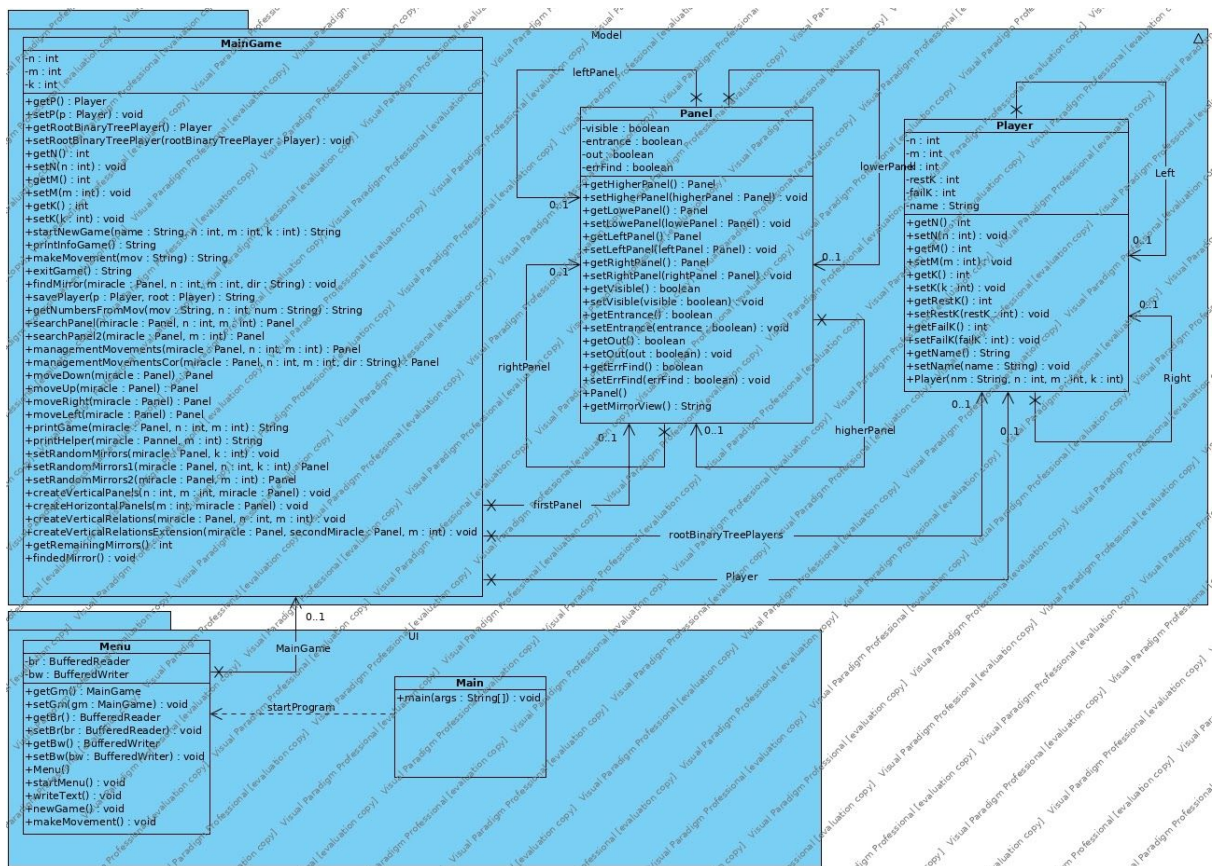 Model
MainGame
-n : int
-m : int
-k : int
+getP() : Player
+setP(p : Player) : void
+getRootBinaryTreePlayer() : Player
+setRootBinaryTreePlayer(rootBinaryTreePlayer : Player) : void
+getN() : int
+setN(n : int) : void
+getM() : int
+setM(m : int) : void
+getK() : int
+setK(k : int) : void
+startNewGame(name : String, n : int, m : int, k : int) : String
+printInfoGame() : String
+makeMovement(mov : String) : String
+exitGame() : String
+findMirror(miracle : Panel, n : int, m : int, dir : String) : void
+savePlayer(p : Player, root : Player) : String
+getNumbersFromMov(mov : String, n : int, num : String) : String
+searchPanel(miracle : Panel, n : int, m : int) : Panel
+searchPanel2(miracle : Panel, m : int) : Panel
+managementMovements(miracle : Panel, n : int, m : int) : Panel
+managementMovementsCor(miracle : Panel, n : int, m : int, dir : String) : Panel
+moveDown(miracle : Panel) : Panel
+moveUp(miracle : Panel) : Panel
+moveRight(miracle : Panel) : Panel
+moveLeft(miracle : Panel) : Panel
+printGame(miracle : Panel, n : int, m : int) : String
+printHelper(miracle : Pannel, m : int) : String
+setRandomMirrors(miracle : Panel, k : int) : void
+setRandomMirrors1(miracle : Panel, n : int, k : int) : Panel
+setRandomMirrors2(miracle : Panel, m : int) : Panel
+createVerticalPanels(n : int, m : int, miracle : Panel) : void
+createHorizontalPanels(m : int, miracle : Panel) : void
+createVerticalRelations(miracle : Panel, n : int, m : int) : void
+createVerticalRelationsExtension(miracle : Panel, secondMiracle : Panel, m : int) : void
+getRemainingMirrors() : int
+findedMirror() : void
leftPanel
0..1
Panel
-visible : boolean
-entrance : boolean
-out : boolean
-errFind : boolean
+getHigherPanel() : Panel
+setHigherPanel(higherPanel : Panel) : void
+getLowePanel() : Panel
+setLowePanel(lowePanel : Panel) : void
+getLeftPanel() : Panel
+setLeftPanel(leftPanel : Panel) : void
+getRightPanel() : Panel
+setRightPanel(rightPanel : Panel) : void
+getVisible() : boolean
+setVisible(visible : boolean) : void
+getEntrance() : boolean
+setEntrance(entrance : boolean) : void
+getOut() : boolean
+setOut(out : boolean) : void
+getErrFind() : boolean
+setErrFind(errFind : boolean) : void
+Panel()
+getMirrorView() : String
lowerPanel
0..1
0..1
rightPanel
0..1
0..1
higherPanel
firstPanel
rootBinaryTreePlayers
Player
Player
-n : int
-m : int
-restK : int
-failK : int
-name : String
+getN() : int
+setN(n : int) : void
+getM() : int
+setM(m : int) : void
+getK() : int
+setK(k : int) : void
+getRestK() : int
+setRestK(restK : int) : void
+getFailK() : int
+setFailK(failK : int) : void
+getName() : String
+setName(name : String) : void
+Player(nm : String, n : int, m : int, k : int)
Left
0..1
0..1
Right
0..1
0..1
UI
0..1
MainGame
Menu
-br : BufferedReader
-bw : BufferedWriter
+getGm() : MainGame
+setGm(gm : MainGame) : void
+getBr() : BufferedReader
+setBr(br : BufferedReader) : void
+getBw() : BufferedWriter
+setBw(bw : BufferedWriter) : void
+Menu()
+startMenu() : void
+writeText() : void
+newGame() : void
+makeMovement() : void
startProgram
Main
+main(args : String[]) : void
Visual Paradigm Professional [evaluation copy]